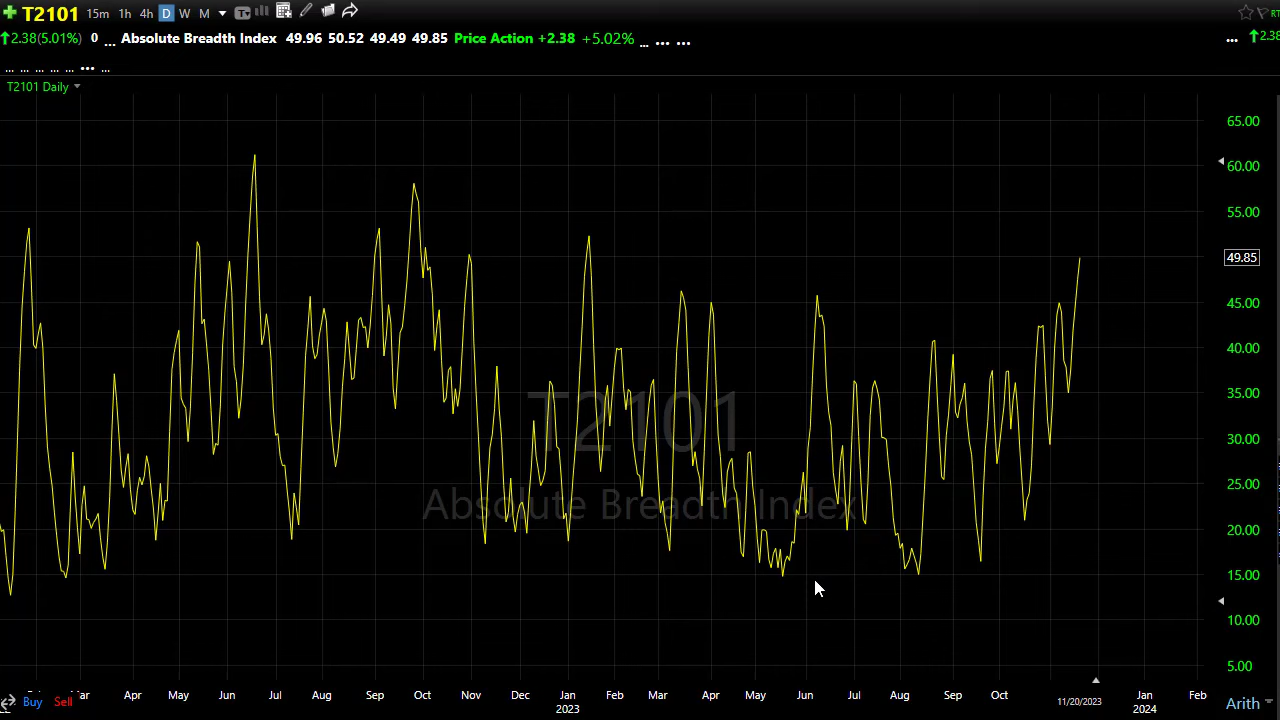 T2101 15m 1h 4h D W M T RT
2.38(5.01%) 0 ... Absolute Breadth Index 49.96 50.52 49.49 49.85 Price Action +2.38 +5.02% ... ... ... ... 2.38
... ... ... ... ... ... ...
T2101 Daily
65.00
60.00
55.00
49.85
45.00
40.00
35.00
30.00
25.00
20.00
15.00
10.00
5.00
T2101
Absolute Breadth Index
Mar Apr May Jun Jul Aug Sep Oct Nov Dec Jan Feb Mar Apr May Jun Jul Aug Sep Oct Jan Feb
Buy Sell 2023 11/20/2023 2024 Arith